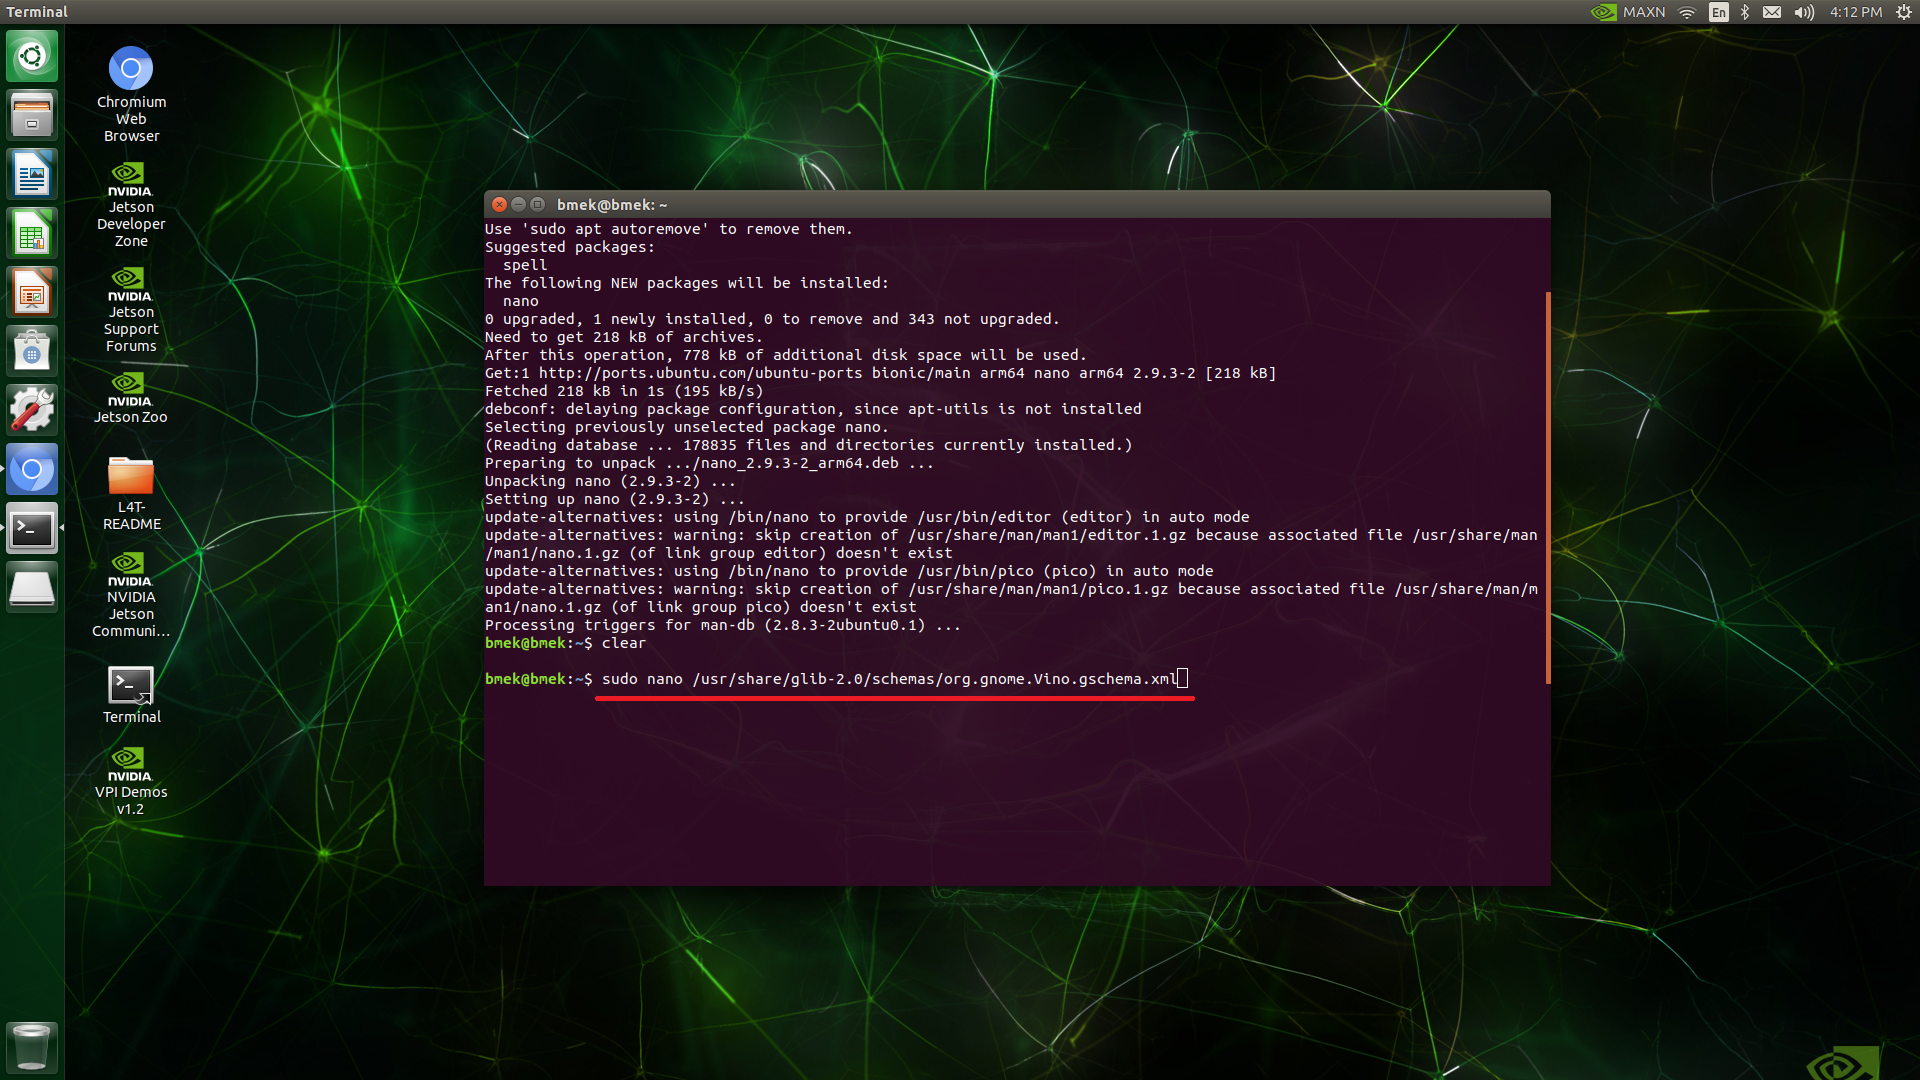 Terminal
MAXN
En
4:12 PM
Chromium
Web
Browser
NVIDIA.
Jetson
Developer
Zone
NVIDIA.
Jetson
Support
Forums
NVIDIA.
Jetson Zoo
L4T-
README
NVIDIA.
NVIDIA
Jetson
Communi...
Terminal
NVIDIA.
VPI Demos
v1.2
bmek@bmek: ~
Use 'sudo apt autoremove' to remove them.
Suggested packages:
  spell
The following NEW packages will be installed:
  nano
0 upgraded, 1 newly installed, 0 to remove and 343 not upgraded.
Need to get 218 kB of archives.
After this operation, 778 kB of additional disk space will be used.
Get:1 http://ports.ubuntu.com/ubuntu-ports bionic/main arm64 nano arm64 2.9.3-2 [218 kB]
Fetched 218 kB in 1s (195 kB/s)
debconf: delaying package configuration, since apt-utils is not installed
Selecting previously unselected package nano.
(Reading database ... 178835 files and directories currently installed.)
Preparing to unpack .../nano_2.9.3-2_arm64.deb ...
Unpacking nano (2.9.3-2) ...
Setting up nano (2.9.3-2) ...
update-alternatives: using /bin/nano to provide /usr/bin/editor (editor) in auto mode
update-alternatives: warning: skip creation of /usr/share/man/man1/editor.1.gz because associated file /usr/share/man
/man1/nano.1.gz (of link group editor) doesn't exist
update-alternatives: using /bin/nano to provide /usr/bin/pico (pico) in auto mode
update-alternatives: warning: skip creation of /usr/share/man/man1/pico.1.gz because associated file /usr/share/man/m
an1/nano.1.gz (of link group pico) doesn't exist
Processing triggers for man-db (2.8.3-2ubuntu0.1) ...
bmek@bmek:~$ clear
bmek@bmek:~$ sudo nano /usr/share/glib-2.0/schemas/org.gnome.Vino.gschema.xml